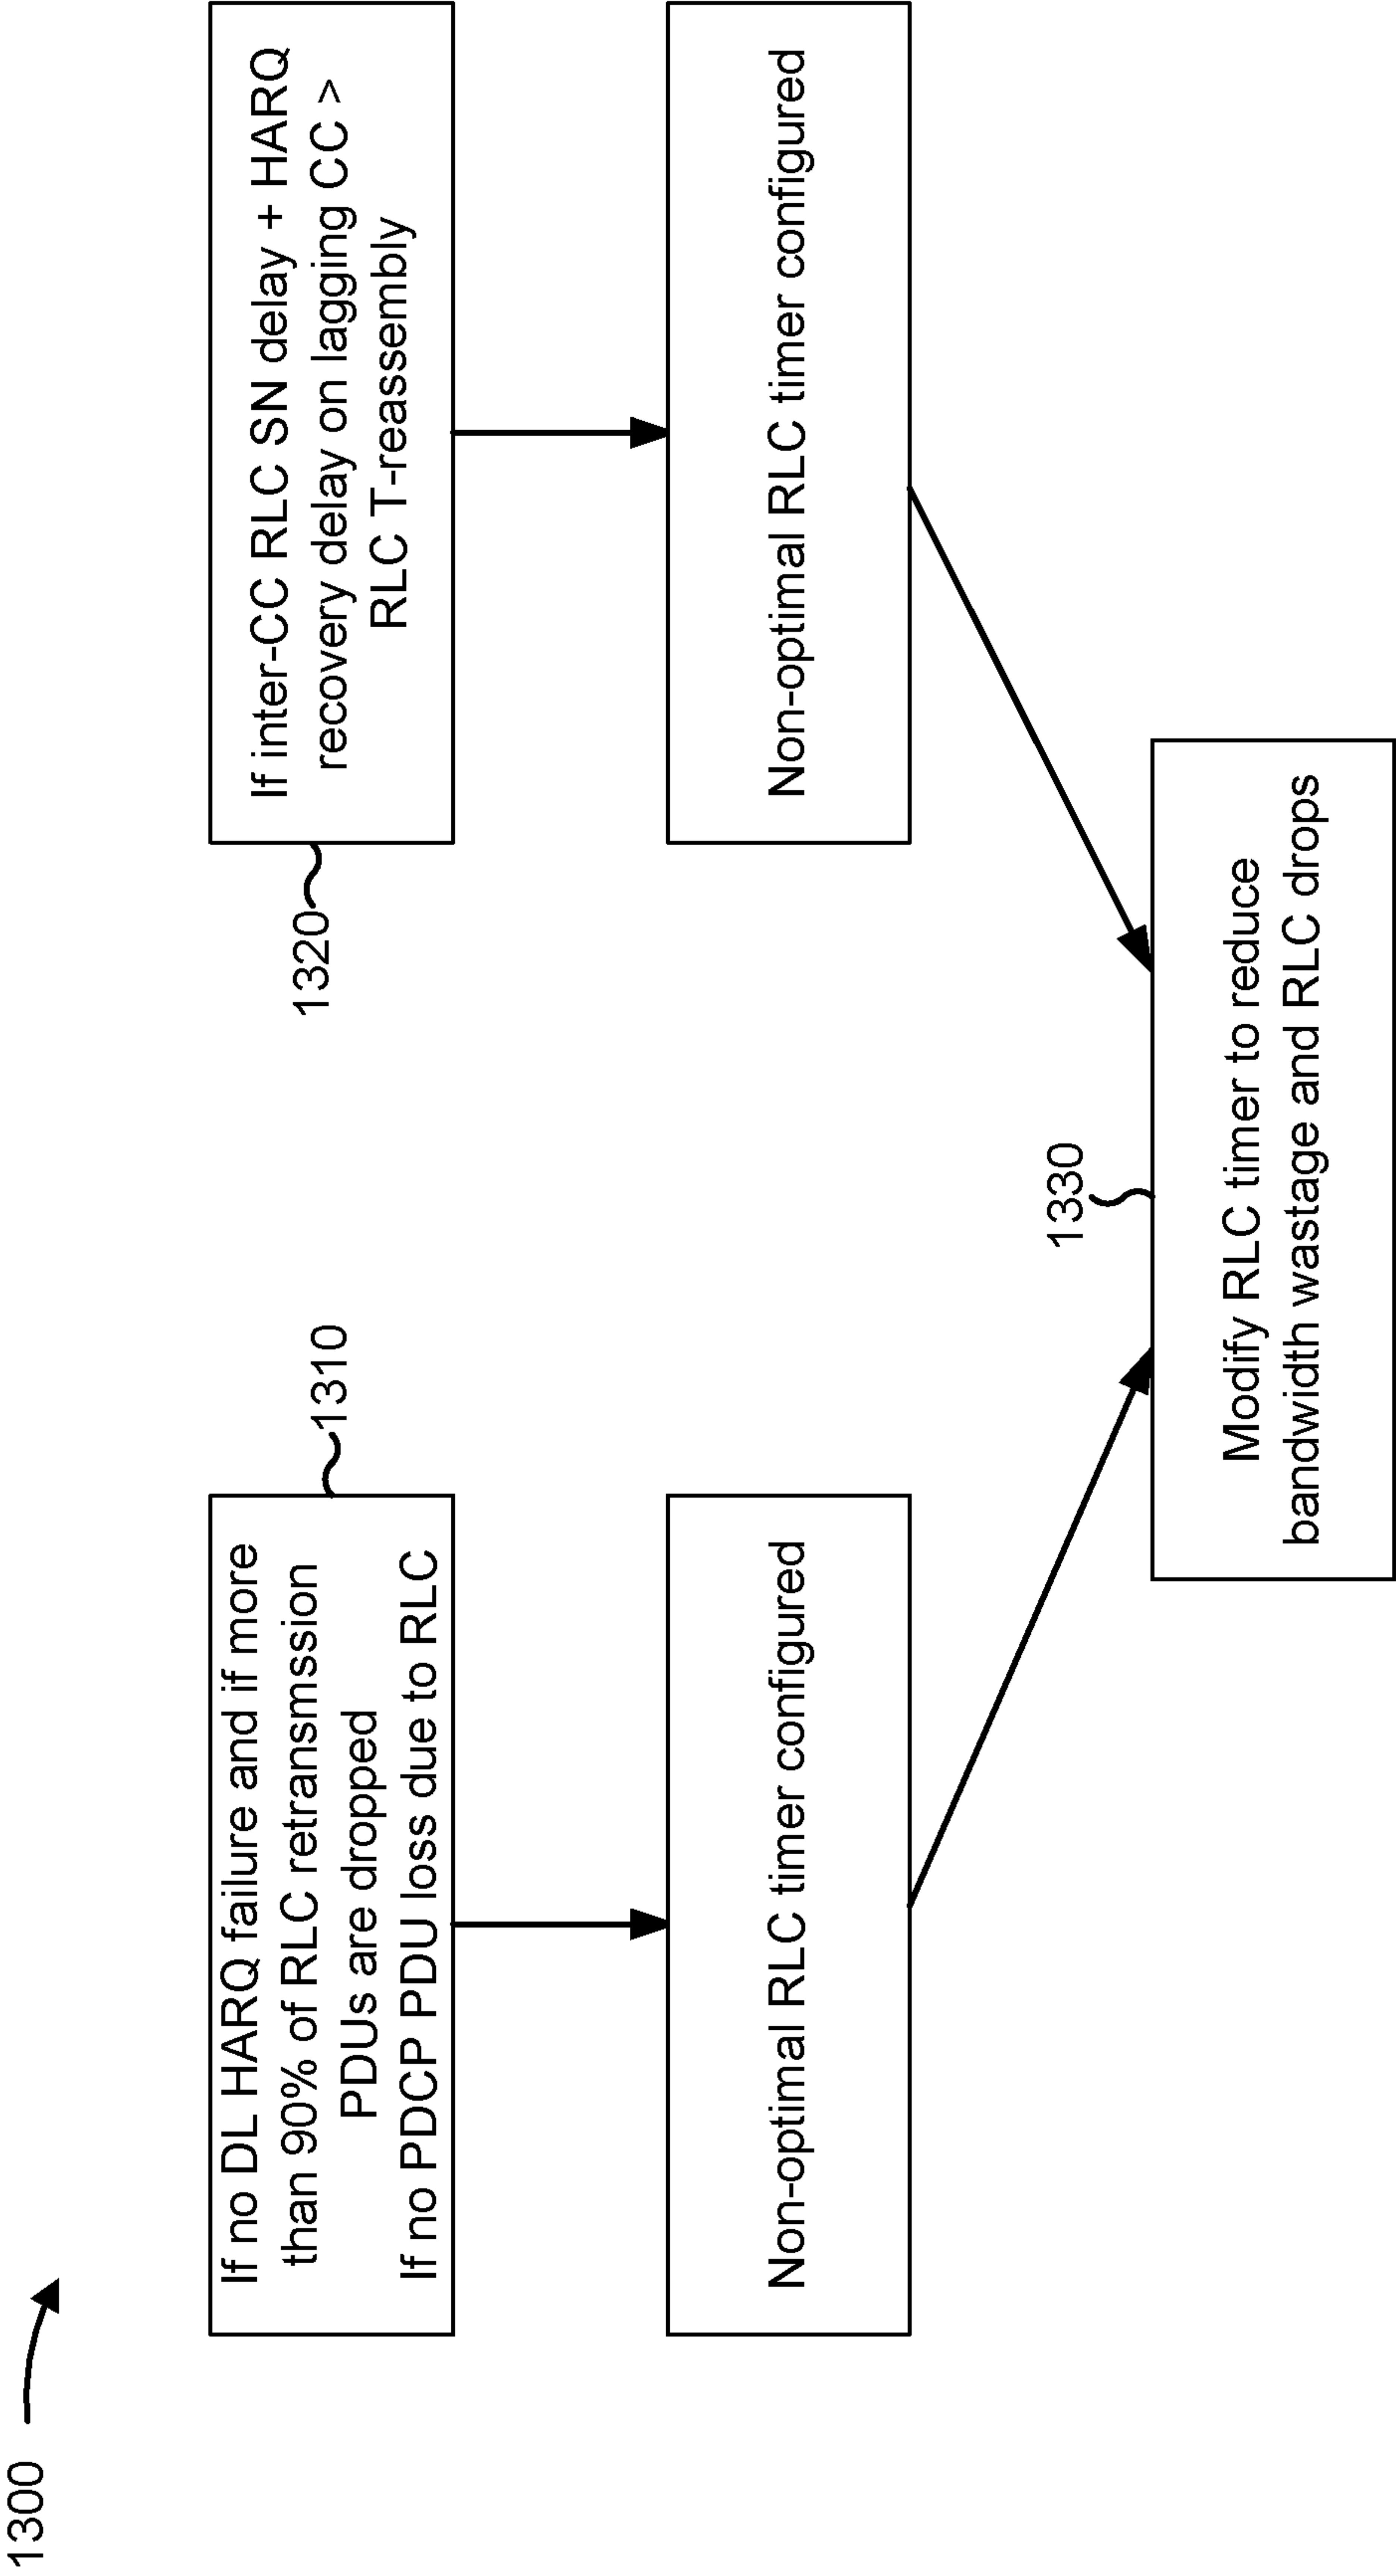 1300
If no DL HARQ failure and if more
than 90% of RLC retransmssion
PDUs are dropped
If no PDCP PDU loss due to RLC
1310
If inter-CC RLC SN delay + HARQ
recovery delay on lagging CC >
RLC T-reassembly
1320
Non-optimal RLC timer configured
Non-optimal RLC timer configured
1330
Modify RLC timer to reduce
bandwidth wastage and RLC drops